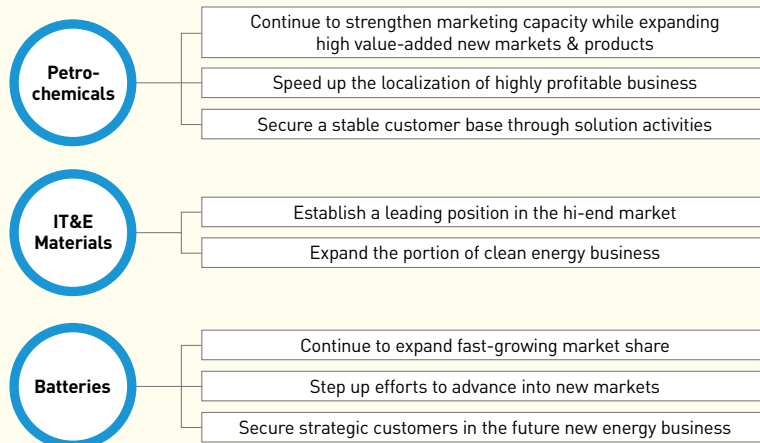 Petro-
chemicals
Continue to strengthen marketing capacity while expanding
high value-added new markets & products
Speed up the localization of highly profitable business
Secure a stable customer base through solution activities
IT&E
Materials
Establish a leading position in the hi-end market
Expand the portion of clean energy business
Batteries
Continue to expand fast-growing market share
Step up efforts to advance into new markets
Secure strategic customers in the future new energy business